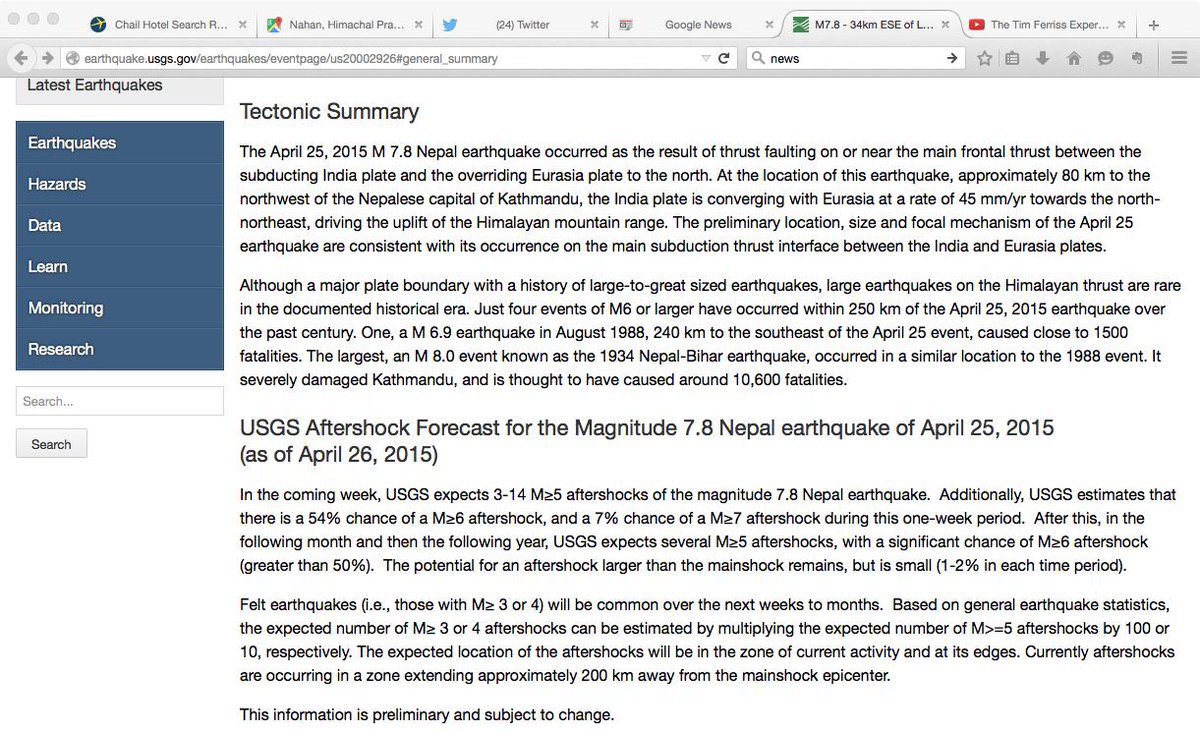 Chail Hotel Search R...
Nahan, Himachal Pra...
(24) Twitter
Google News
M7.8 - 34km ESE of L...
The Tim Ferriss Exper...
earthquake.usgs.gov/earthquakes/eventpage/us20002926#general_summary
news
Latest Earthquakes
Earthquakes
Hazards
Data
Learn
Monitoring
Research
Search...
Search
Tectonic Summary
The April 25, 2015 M 7.8 Nepal earthquake occurred as the result of thrust faulting on or near the main frontal thrust between the
subducting India plate and the overriding Eurasia plate to the north. At the location of this earthquake, approximately 80 km to the
northwest of the Nepalese capital of Kathmandu, the India plate is converging with Eurasia at a rate of 45 mm/yr towards the north-
northeast, driving the uplift of the Himalayan mountain range. The preliminary location, size and focal mechanism of the April 25
earthquake are consistent with its occurrence on the main subduction thrust interface between the India and Eurasia plates.
Although a major plate boundary with a history of large-to-great sized earthquakes, large earthquakes on the Himalayan thrust are rare
in the documented historical era. Just four events of M6 or larger have occurred within 250 km of the April 25, 2015 earthquake over
the past century. One, a M 6.9 earthquake in August 1988, 240 km to the southeast of the April 25 event, caused close to 1500
fatalities. The largest, an M 8.0 event known as the 1934 Nepal-Bihar earthquake, occurred in a similar location to the 1988 event. It
severely damaged Kathmandu, and is thought to have caused around 10,600 fatalities.
USGS Aftershock Forecast for the Magnitude 7.8 Nepal earthquake of April 25, 2015
(as of April 26, 2015)
In the coming week, USGS expects 3-14 M≥5 aftershocks of the magnitude 7.8 Nepal earthquake.  Additionally, USGS estimates that
there is a 54% chance of a M≥6 aftershock, and a 7% chance of a M≥7 aftershock during this one-week period.  After this, in the
following month and then the following year, USGS expects several M≥5 aftershocks, with a significant chance of M≥6 aftershock
(greater than 50%).  The potential for an aftershock larger than the mainshock remains, but is small (1-2% in each time period).
Felt earthquakes (i.e., those with M≥ 3 or 4) will be common over the next weeks to months.  Based on general earthquake statistics,
the expected number of M≥ 3 or 4 aftershocks can be estimated by multiplying the expected number of M>=5 aftershocks by 100 or
10, respectively. The expected location of the aftershocks will be in the zone of current activity and at its edges. Currently aftershocks
are occurring in a zone extending approximately 200 km away from the mainshock epicenter.
This information is preliminary and subject to change.